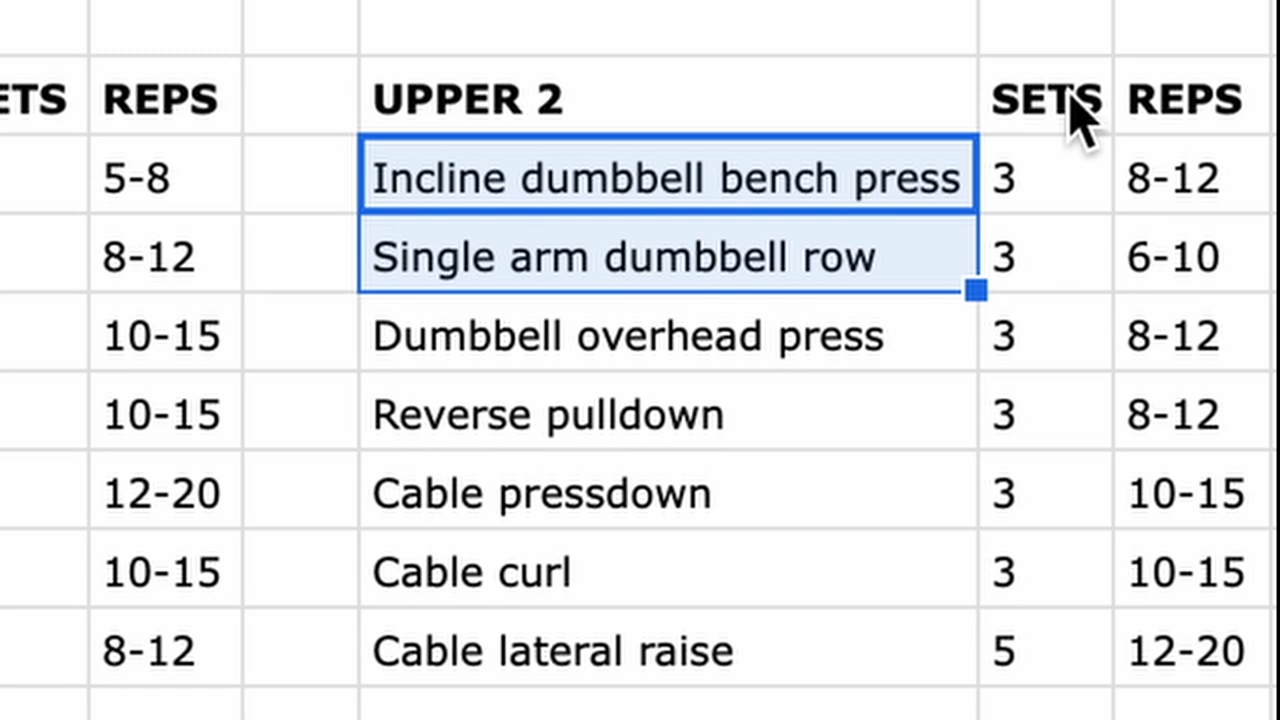 ETS REPS UPPER 2 SETS REPS
5-8 Incline dumbbell bench press 3 8-12
8-12 Single arm dumbbell row 3 6-10
10-15 Dumbbell overhead press 3 8-12
10-15 Reverse pulldown 3 8-12
12-20 Cable pressdown 3 10-15
10-15 Cable curl 3 10-15
8-12 Cable lateral raise 5 12-20